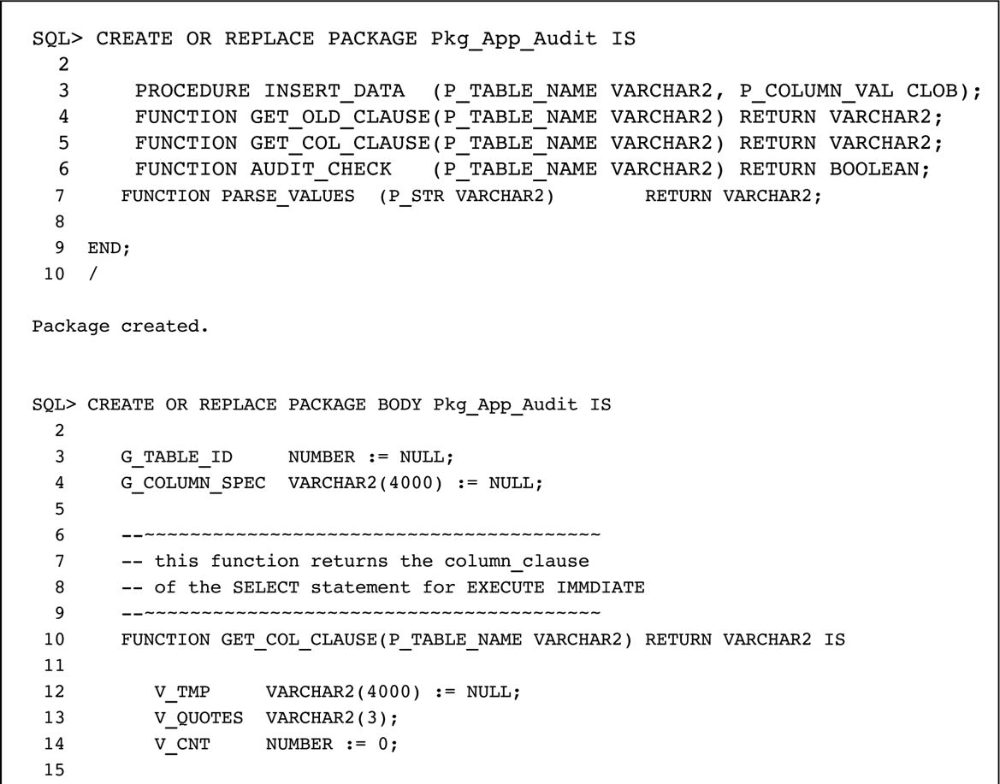 SQL> CREATE OR REPLACE PACKAGE Pkg_App_Audit IS
  2
  3     PROCEDURE INSERT_DATA  (P_TABLE_NAME VARCHAR2, P_COLUMN_VAL CLOB);
  4     FUNCTION GET_OLD_CLAUSE(P_TABLE_NAME VARCHAR2) RETURN VARCHAR2;
  5     FUNCTION GET_COL_CLAUSE(P_TABLE_NAME VARCHAR2) RETURN VARCHAR2;
  6     FUNCTION AUDIT_CHECK   (P_TABLE_NAME VARCHAR2) RETURN BOOLEAN;
  7     FUNCTION PARSE_VALUES  (P_STR VARCHAR2)        RETURN VARCHAR2;
  8
  9  END;
 10  /
Package created.
SQL> CREATE OR REPLACE PACKAGE BODY Pkg_App_Audit IS
  2
  3     G_TABLE_ID     NUMBER := NULL;
  4     G_COLUMN_SPEC  VARCHAR2(4000) := NULL;
  5
  6     --~~~~~~~~~~~~~~~~~~~~~~~~~~~~~~~~~~~~~~~~~
  7     -- this function returns the column_clause
  8     -- of the SELECT statement for EXECUTE IMMDIATE
  9     --~~~~~~~~~~~~~~~~~~~~~~~~~~~~~~~~~~~~~~~~~
 10     FUNCTION GET_COL_CLAUSE(P_TABLE_NAME VARCHAR2) RETURN VARCHAR2 IS
 11
 12        V_TMP     VARCHAR2(4000) := NULL;
 13        V_QUOTES  VARCHAR2(3);
 14        V_CNT     NUMBER := 0;
 15